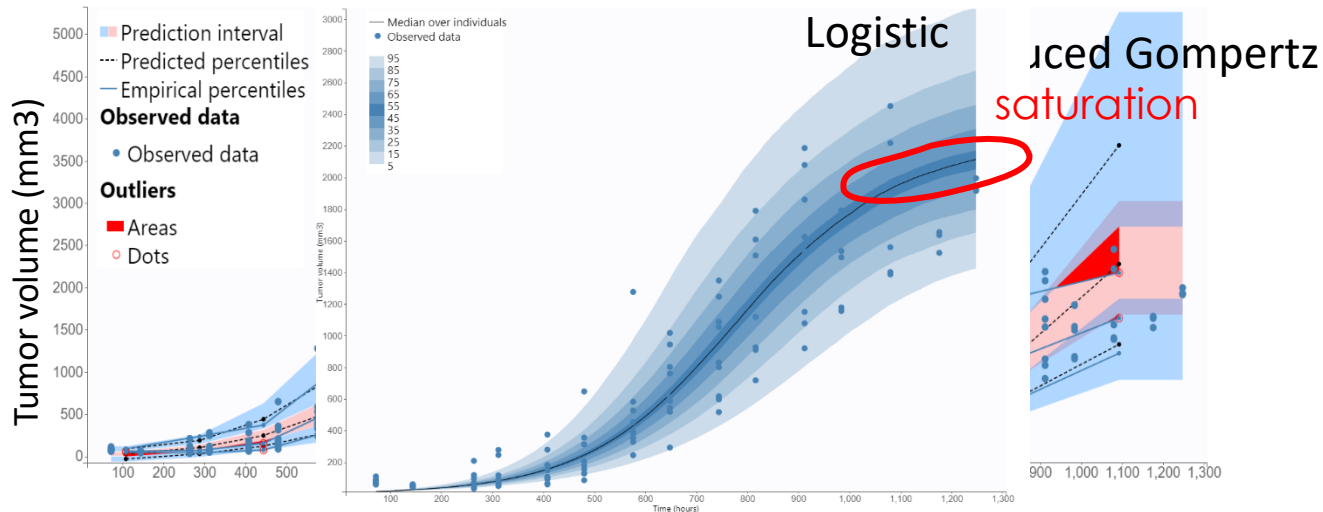 5000
4500
4000
3500
3000
2500
2000
1500
1000
500
0
Tumor volume (mm3)
Prediction interval
Predicted percentiles
Empirical percentiles
Observed data
Observed data
Outliers
Areas
Dots
100 200 300 400 500
3000
2800
2600
2400
2200
2000
1800
1600
1400
1200
1000
800
600
400
200
Tumor volume (mm3)
Median over individuals
Observed data
95
85
75
65
55
45
35
25
15
5
Logistic
100 200 300 400 500 600 700 800 900 1,000 1,100 1,200 1,300
Time (hours)
uced Gompertz
saturation
900 1,000 1,100 1,200 1,300